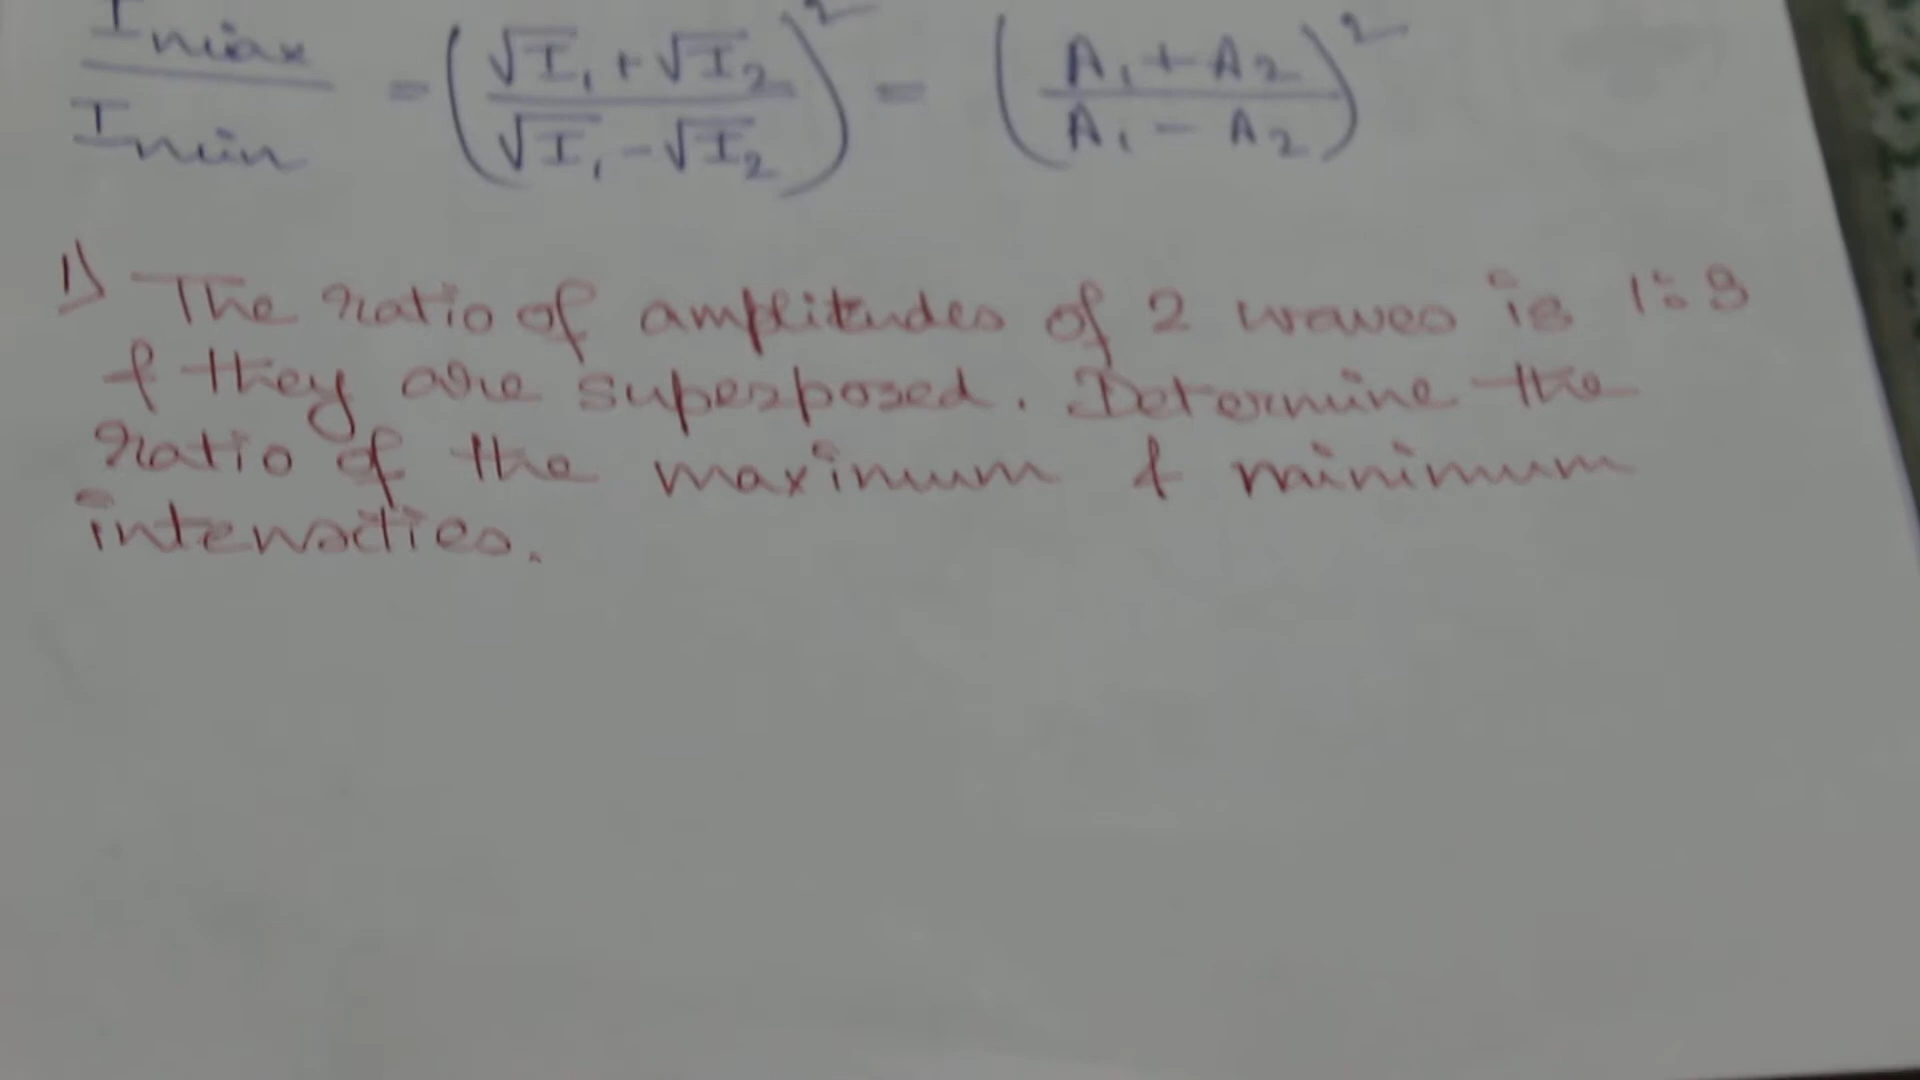 Imax / Imin = ((√I1 + √I2) / (√I1 - √I2))² = ((A1 + A2) / (A1 - A2))²
1) The ratio of amplitudes of 2 waves is 1:3
& they are superposed. Determine the
ratio of the maximum & minimum
intensities.